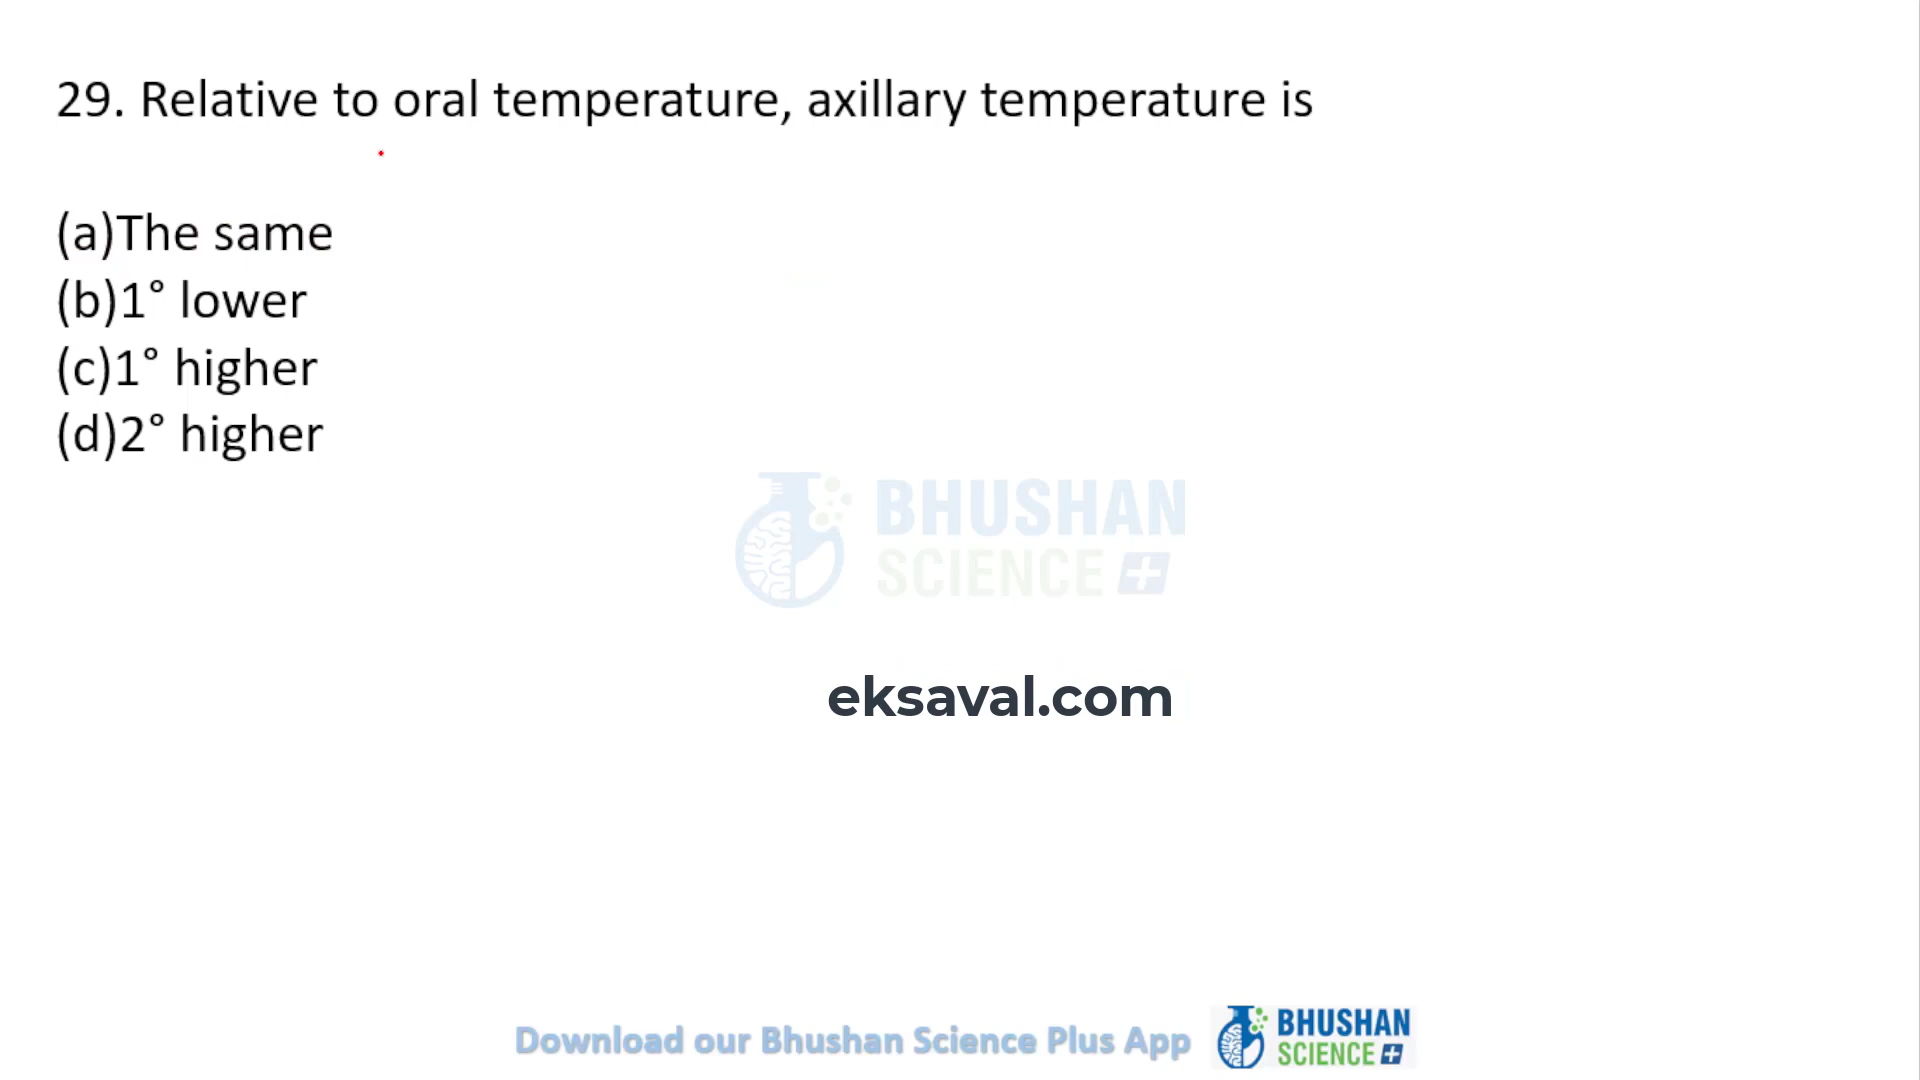 29. Relative to oral temperature, axillary temperature is
(a)The same
(b)1° lower
(c)1° higher
(d)2° higher
BHUSHAN
SCIENCE
eksaval.com
Download our Bhushan Science Plus App
BHUSHAN
SCIENCE